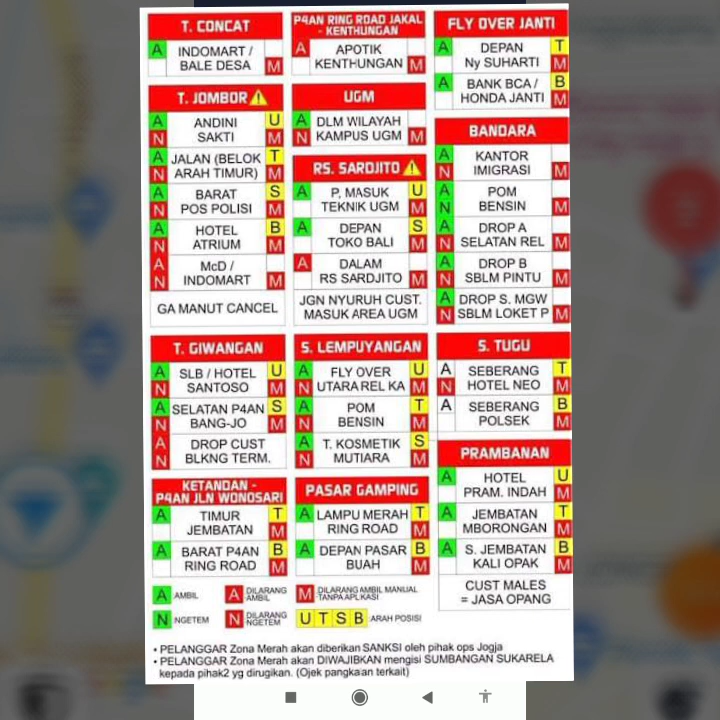 T. CONCAT
A INDOMART /
BALE DESA M
T. JOMBOR
A ANDINI U
N SAKTI M
A JALAN (BELOK T
N ARAH TIMUR) M
A BARAT S
N POS POLISI M
A HOTEL B
N ATRIUM M
A McD /
N INDOMART M
GA MANUT CANCEL
T. GIWANGAN
A SLB / HOTEL U
N SANTOSO M
A SELATAN P4AN S
N BANG-JO M
A DROP CUST
N BLKNG TERM.
KETANDAN -
P4AN JLN WONOSARI
A TIMUR T
JEMBATAN M
A BARAT P4AN B
RING ROAD M
P4AN RING ROAD JAKAL
- KENTHUNGAN
A APOTIK
KENTHUNGAN M
UGM
A DLM WILAYAH
N KAMPUS UGM M
RS. SARDJITO
A P. MASUK U
TEKNIK UGM M
A DEPAN S
TOKO BALI M
A DALAM
RS SARDJITO M
JGN NYURUH CUST.
MASUK AREA UGM
S. LEMPUYANGAN
A FLY OVER U
N UTARA REL KA M
A POM T
N BENSIN M
A T. KOSMETIK S
N MUTIARA M
PASAR GAMPING
A LAMPU MERAH T
RING ROAD M
A DEPAN PASAR B
BUAH M
FLY OVER JANTI
A DEPAN T
Ny SUHARTI M
A BANK BCA / B
HONDA JANTI M
BANDARA
A KANTOR
N IMIGRASI M
A POM
N BENSIN M
A DROP A
N SELATAN REL M
A DROP B
N SBLM PINTU M
A DROP S. MGW
N SBLM LOKET P M
S. TUGU
A SEBERANG T
N HOTEL NEO M
A SEBERANG B
POLSEK M
PRAMBANAN
A HOTEL U
PRAM. INDAH M
A JEMBATAN T
MBORONGAN M
A S. JEMBATAN B
KALI OPAK M
CUST MALES
= JASA OPANG
A AMBIL
A DILARANG
AMBIL
M DILARANG AMBIL MANUAL
TANPA APLIKASI
N NGETEM
N DILARANG
NGETEM
U T S B ARAH POSISI
• PELANGGAR Zona Merah akan diberikan SANKSI oleh pihak ops Jogja
• PELANGGAR Zona Merah akan DIWAJIBKAN mengisi SUMBANGAN SUKARELA
kepada pihak2 yg dirugikan. (Ojek pangkalan terkait)